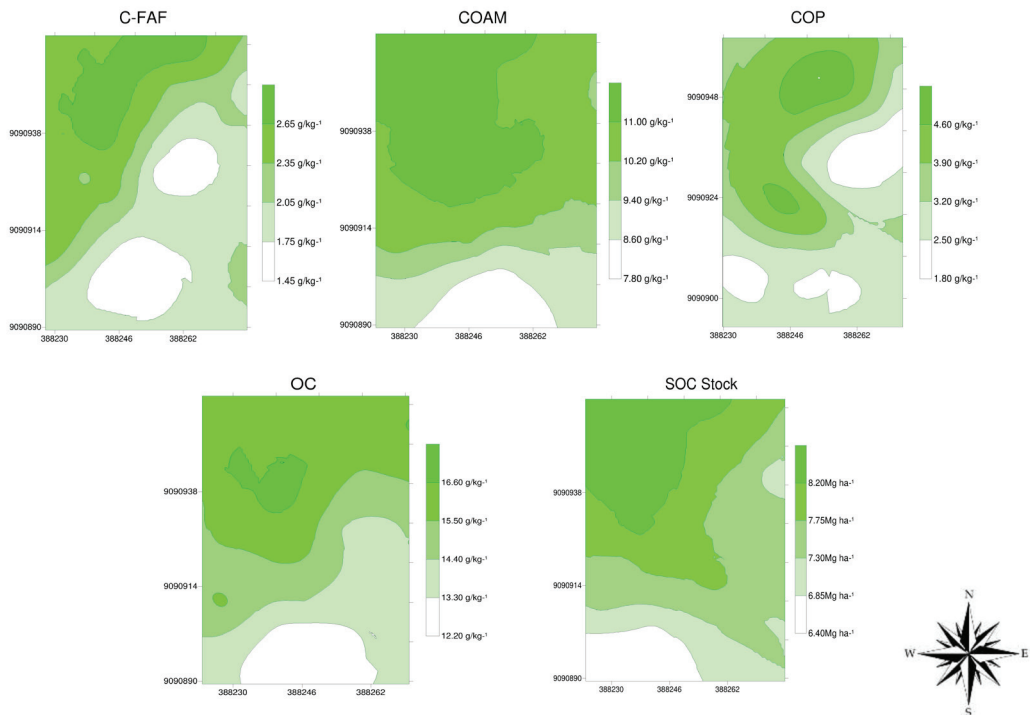 C-FAF
9090938
9090914
9090890
388230 388246 388262
2.65 g/kg⁻¹
2.35 g/kg⁻¹
2.05 g/kg⁻¹
1.75 g/kg⁻¹
1.45 g/kg⁻¹
COAM
9090938
9090914
9090890
388230 388246 388262
11.00 g/kg⁻¹
10.20 g/kg⁻¹
9.40 g/kg⁻¹
8.60 g/kg⁻¹
7.80 g/kg⁻¹
COP
9090948
9090924
9090900
388230 388246 388262
4.60 g/kg⁻¹
3.90 g/kg⁻¹
3.20 g/kg⁻¹
2.50 g/kg⁻¹
1.80 g/kg⁻¹
OC
9090938
9090914
9090890
388230 388246 388262
16.60 g/kg⁻¹
15.50 g/kg⁻¹
14.40 g/kg⁻¹
13.30 g/kg⁻¹
12.20 g/kg⁻¹
SOC Stock
9090938
9090914
9090890
388230 388246 388262
8.20Mg ha⁻¹
7.75Mg ha⁻¹
7.30Mg ha⁻¹
6.85Mg ha⁻¹
6.40Mg ha⁻¹
N
W E
S